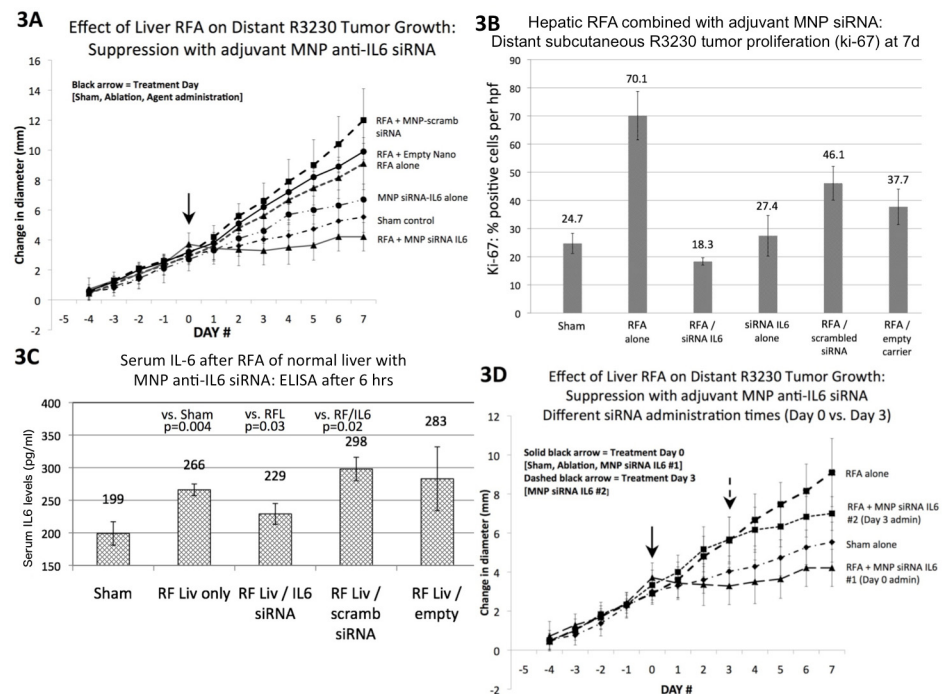 3A
Effect of Liver RFA on Distant R3230 Tumor Growth:
Suppression with adjuvant MNP anti-IL6 siRNA
Black arrow = Treatment Day
[Sham, Ablation, Agent administration]
Change in diameter (mm)
14
12
10
8
6
4
2
0
-2
RFA + MNP-scramb
siRNA
RFA + Empty Nano
RFA alone
MNP siRNA-IL6 alone
Sham control
RFA + MNP siRNA IL6
-5 -4 -3 -2 -1 0 1 2 3 4 5 6 7
DAY #
3B
Hepatic RFA combined with adjuvant MNP siRNA:
Distant subcutaneous R3230 tumor proliferation (ki-67) at 7d
Ki-67: % positive cells per hpf
90
80
70
60
50
40
30
20
10
0
24.7
70.1
18.3
27.4
46.1
37.7
Sham
RFA
alone
RFA /
siRNA IL6
siRNA IL6
alone
RFA /
scrambled
siRNA
RFA /
empty
carrier
3C
Serum IL-6 after RFA of normal liver with
MNP anti-IL6 siRNA: ELISA after 6 hrs
Serum IL6 levels (pg/ml)
400
350
300
250
200
150
199
vs. Sham
p=0.004
266
vs. RFL
p=0.03
229
vs. RF/IL6
p=0.02
298
283
Sham
RF Liv only
RF Liv / IL6
siRNA
RF Liv /
scramb
siRNA
RF Liv /
empty
3D
Effect of Liver RFA on Distant R3230 Tumor Growth:
Suppression with adjuvant MNP anti-IL6 siRNA
Different siRNA administration times (Day 0 vs. Day 3)
Solid black arrow = Treatment Day 0
[Sham, Ablation, MNP siRNA IL6 #1]
Dashed black arrow = Treatment Day 3
[MNP siRNA IL6 #2]
Change in diameter (mm)
12
10
8
6
4
2
0
-2
RFA alone
RFA + MNP siRNA IL6
#2 (Day 3 admin)
Sham alone
RFA + MNP siRNA IL6
#1 (Day 0 admin)
-5 -4 -3 -2 -1 0 1 2 3 4 5 6 7
DAY #